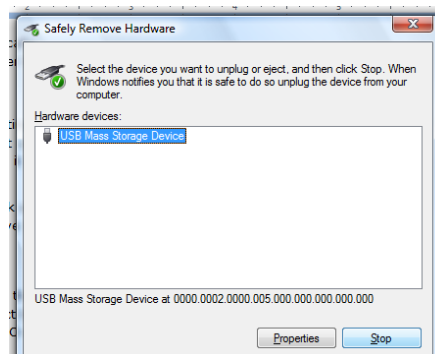 Safely Remove Hardware
Select the device you want to unplug or eject, and then click Stop. When
Windows notifies you that it is safe to do so unplug the device from your
computer.
Hardware devices:
USB Mass Storage Device
USB Mass Storage Device at 0000.0002.0000.005.000.000.000.000.000
Properties
Stop